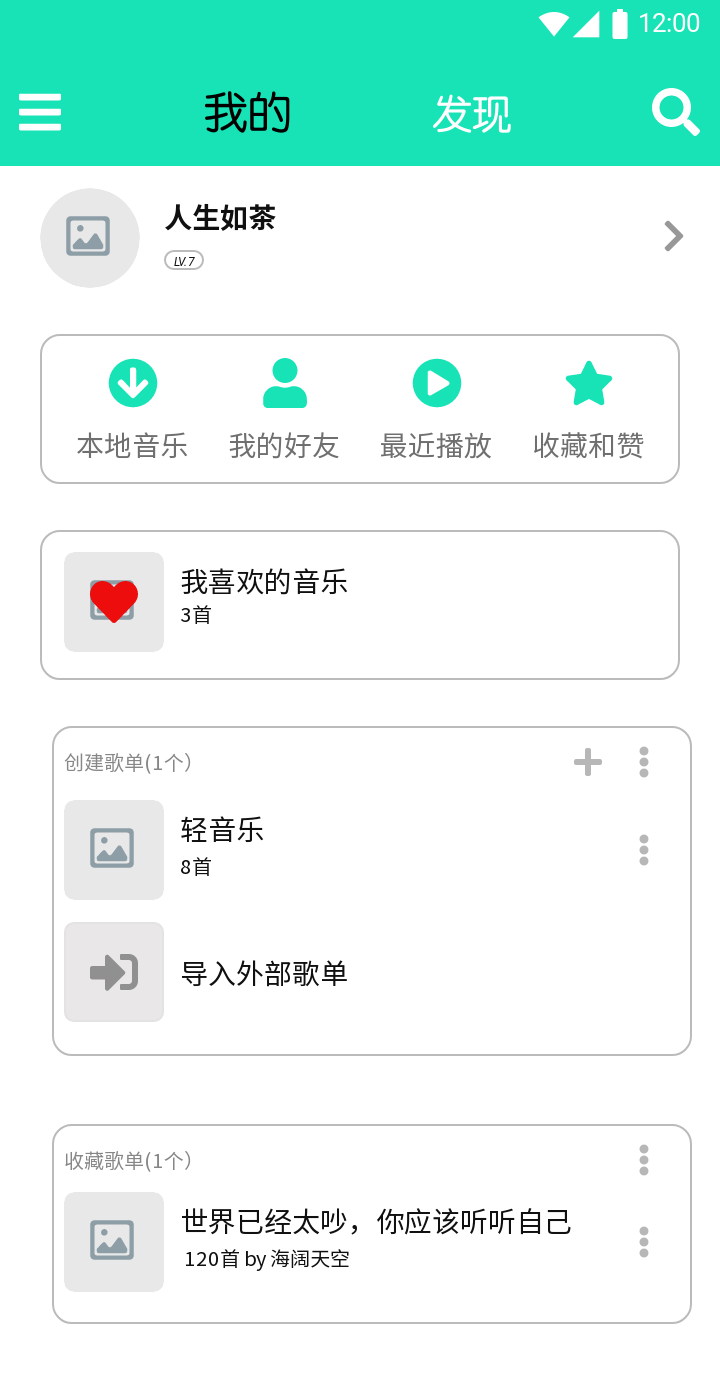 12:00
我的
发现
人生如茶
LV.7
本地音乐
我的好友
最近播放
收藏和赞
我喜欢的音乐
3首
创建歌单(1个）
轻音乐
8首
导入外部歌单
收藏歌单(1个）
世界已经太吵，你应该听听自己
120首 by 海阔天空